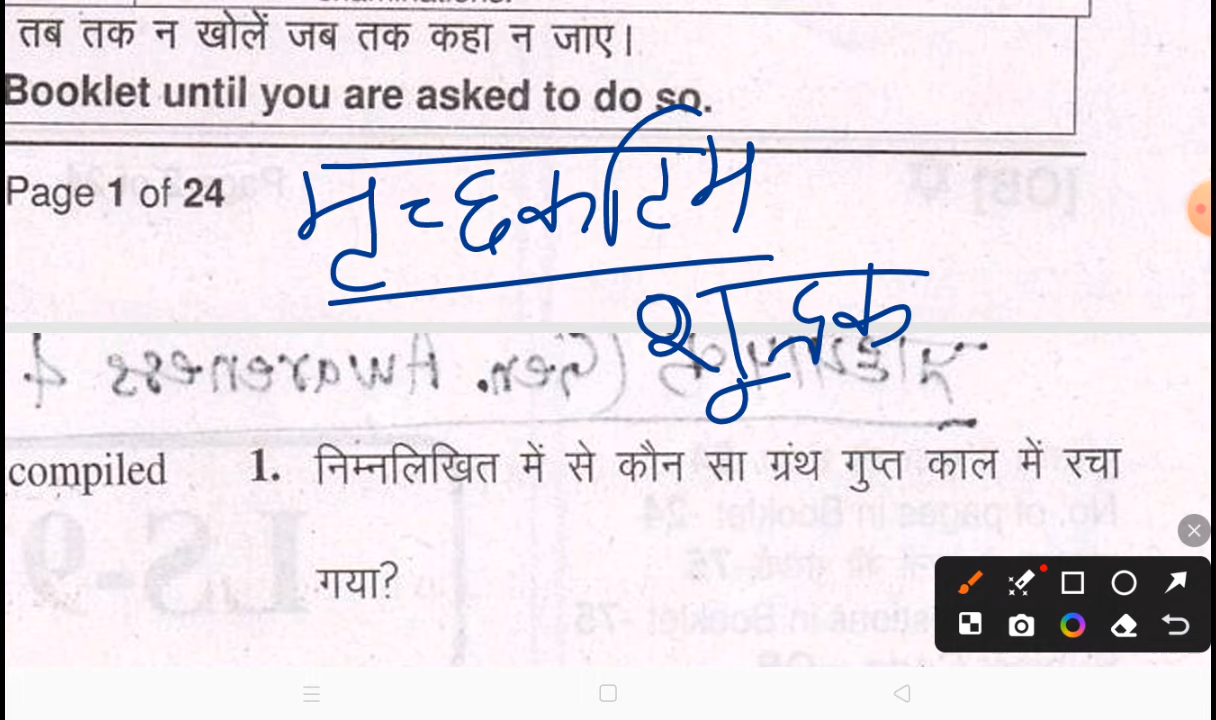 तब तक न खोलें जब तक कहा न जाए।
Booklet until you are asked to do so.
Page 1 of 24
मृच्छकटिम
शूद्रक
compiled 1. निम्नलिखित में से कौन सा ग्रंथ गुप्त काल में रचा
गया?